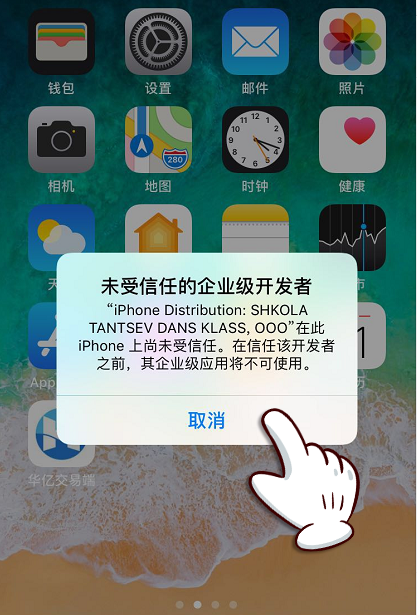 钱包
设置
邮件
照片
相机
地图
时钟
健康
280
未受信任的企业级开发者
“iPhone Distribution: SHKOLA
TANTSEV DANS KLASS, OOO”在此
iPhone 上尚未受信任。在信任该开发者
之前，其企业级应用将不可使用。
取消
华亿交易端